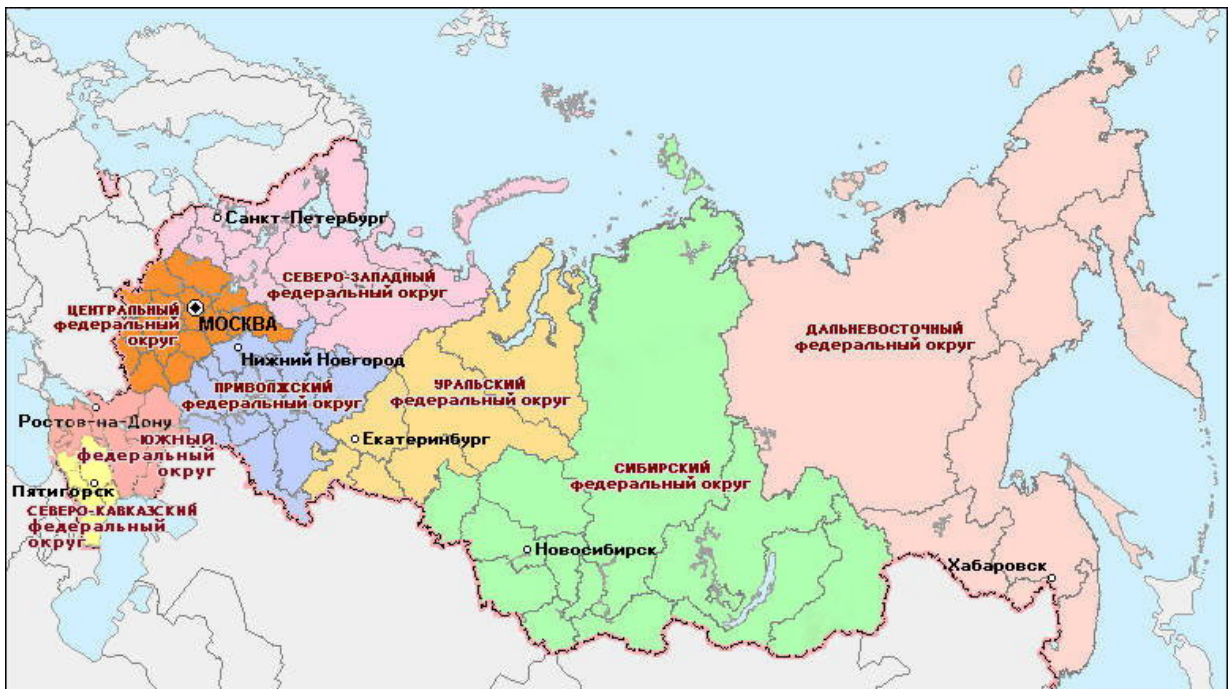 Санкт-Петербург
СЕВЕРО-ЗАПАДНЫЙ
федеральный округ
ЦЕНТРАЛЬНЫЙ
федеральный
округ
МОСКВА
Нижний Новгород
ПРИВОЛЖСКИЙ
федеральный округ
УРАЛЬСКИЙ
федеральный округ
ДАЛЬНЕВОСТОЧНЫЙ
федеральный округ
Ростов-на-Дону
ЮЖНЫЙ
федеральный
округ
Екатеринбург
СИБИРСКИЙ
федеральный округ
Пятигорск
СЕВЕРО-КАВКАЗСКИЙ
федеральный
округ
Новосибирск
Хабаровск